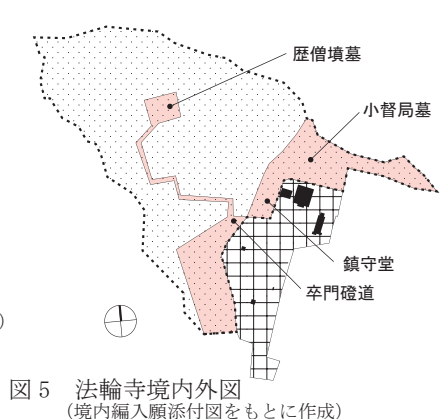 歴僧墳墓
小督局墓
鎮守堂
卒門磴道
)
図 5 法輪寺境内外図
(境内編入願添付図をもとに作成)